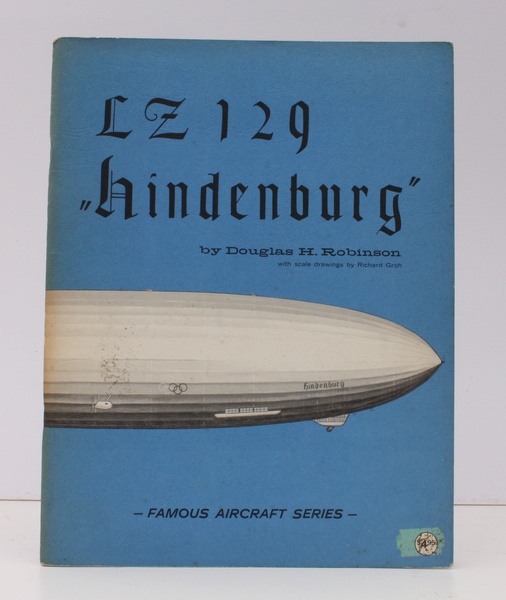 LZ 129
„Hindenburg"
by Douglas H. Robinson
with scale drawings by Richard Groh
Hindenburg
– FAMOUS AIRCRAFT SERIES –